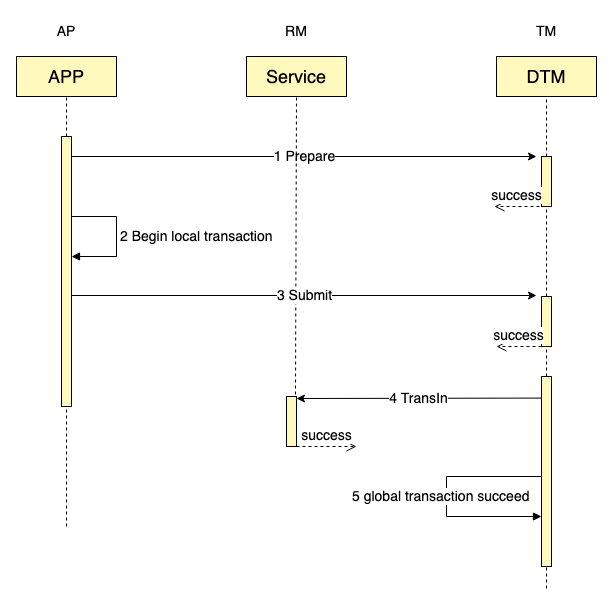 AP
RM
TM
APP
Service
DTM
1 Prepare
success
2 Begin local transaction
3 Submit
success
4 TransIn
success
5 global transaction succeed